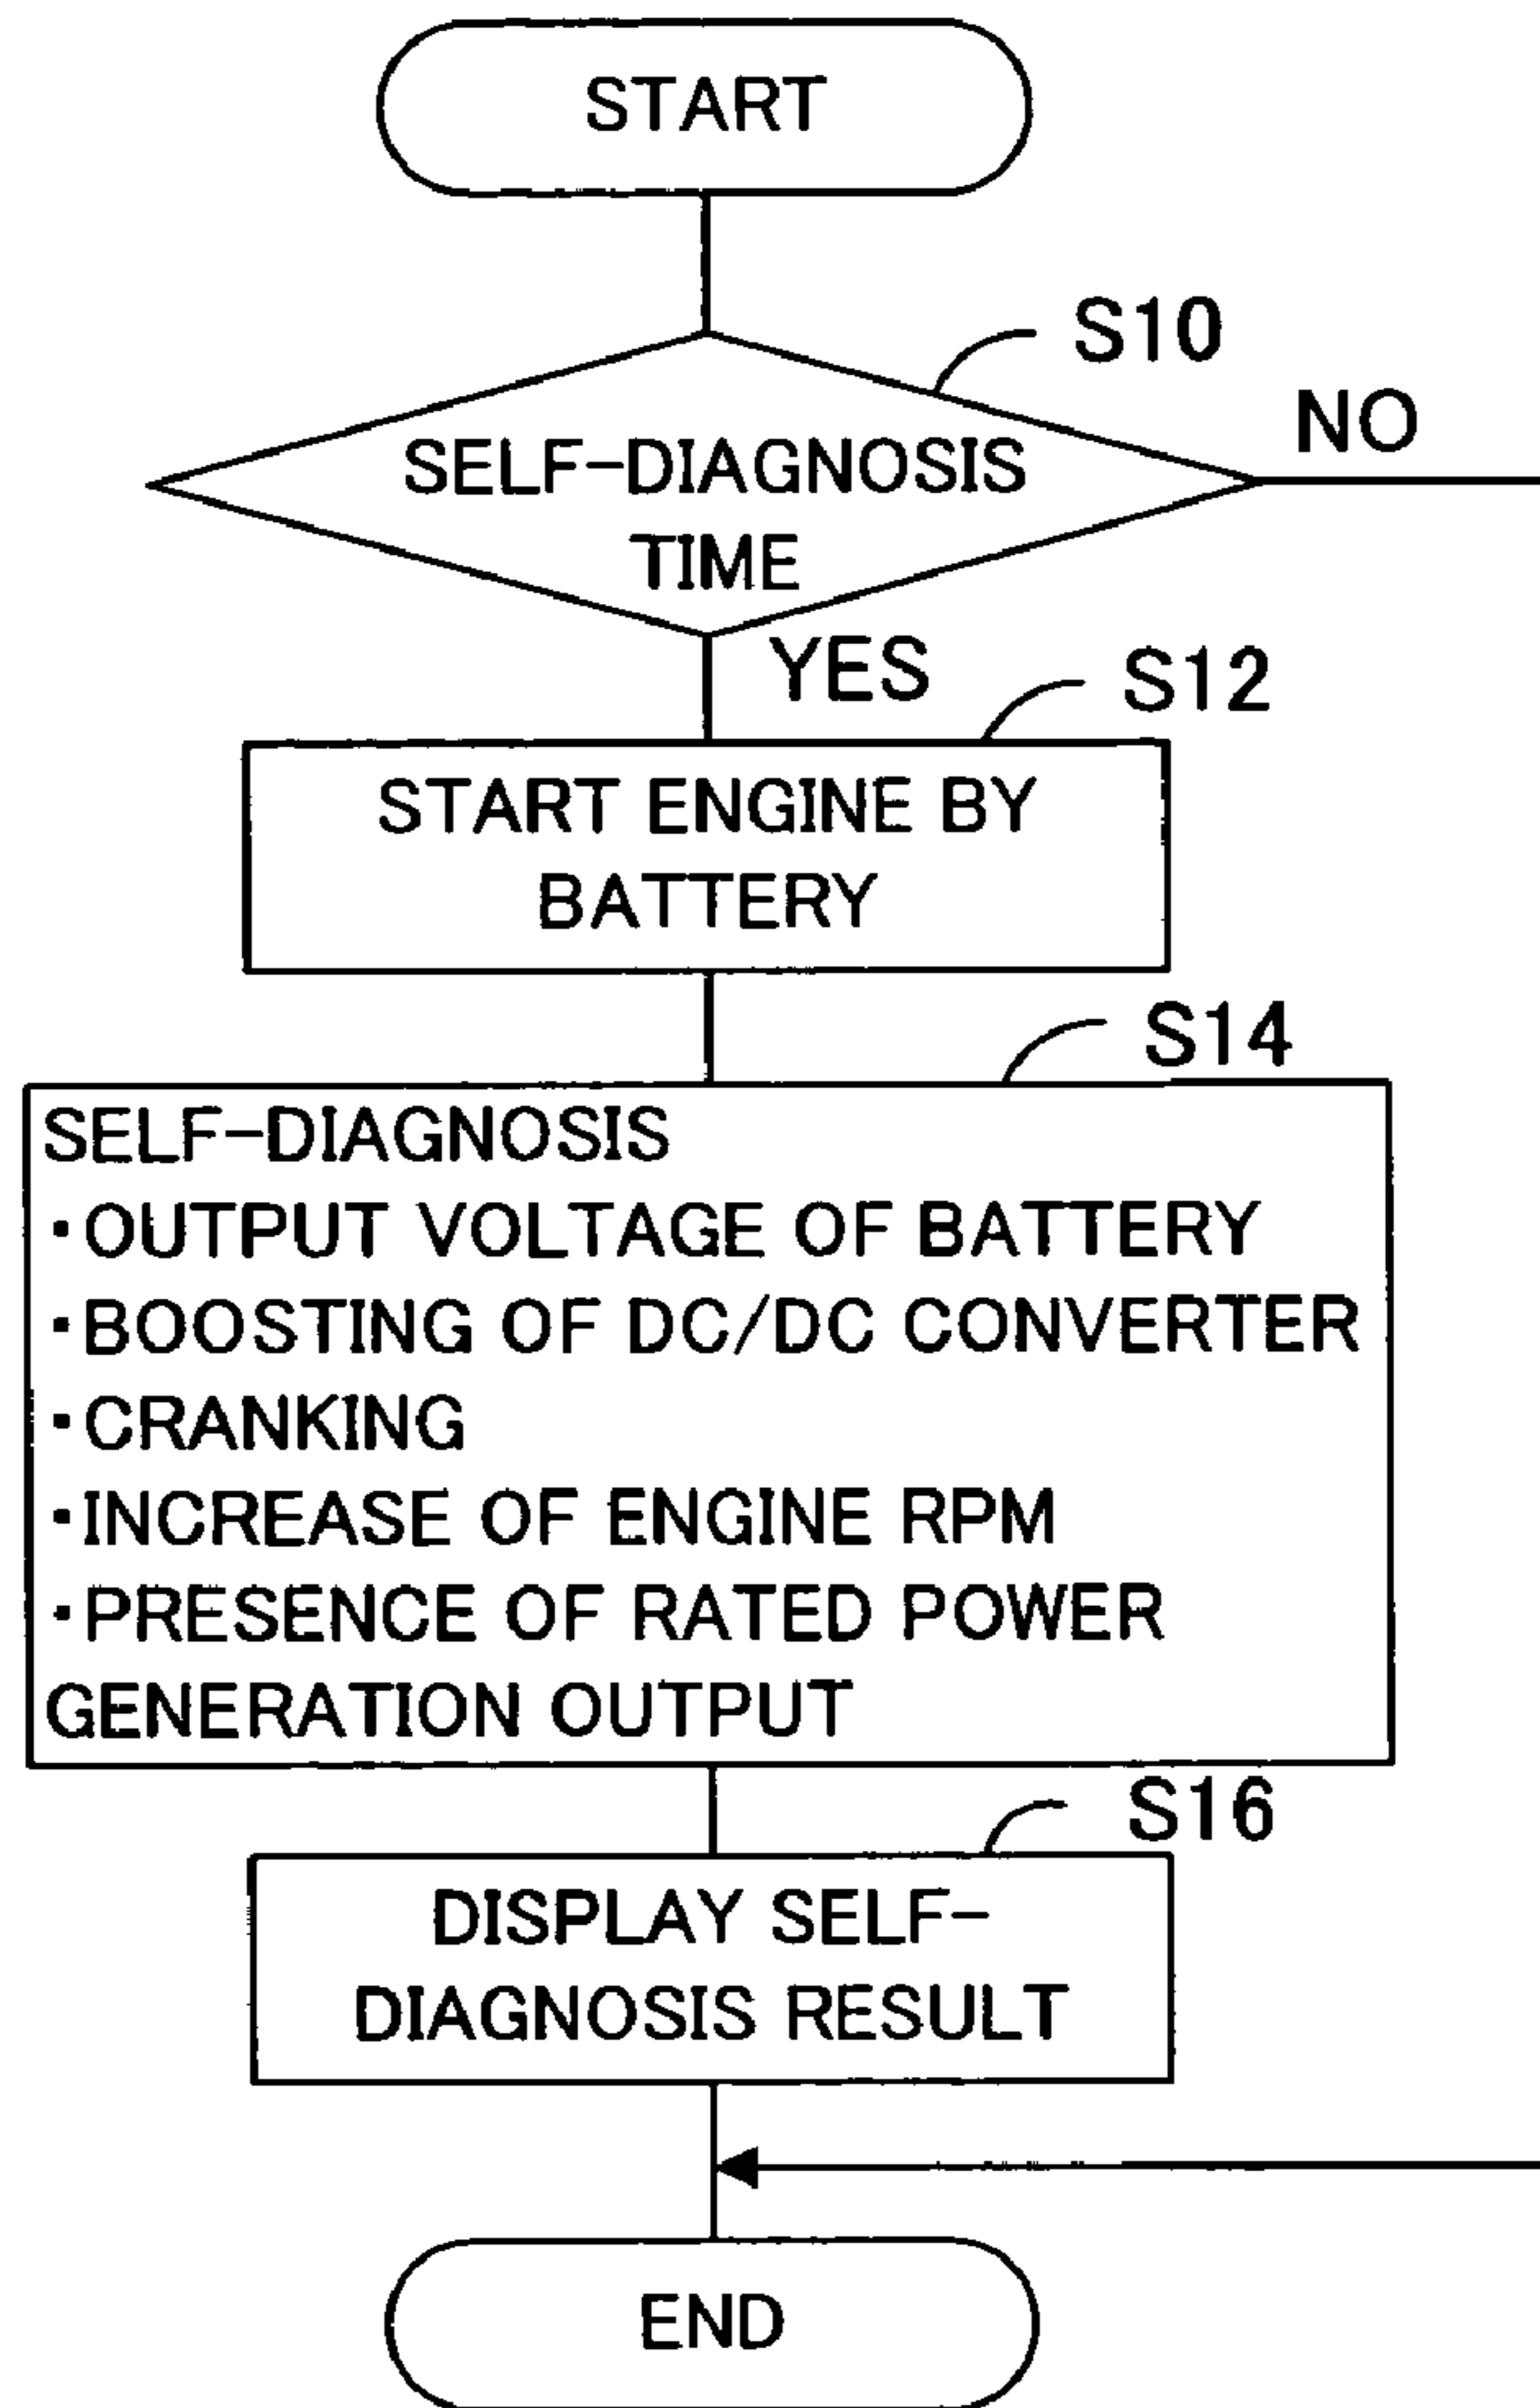 START
S10
NO
SELF-DIAGNOSIS
TIME
YES
S12
START ENGINE BY
BATTERY
S14
SELF-DIAGNOSIS
・OUTPUT VOLTAGE OF BATTERY
・BOOSTING OF DC/DC CONVERTER
・CRANKING
・INCREASE OF ENGINE RPM
・PRESENCE OF RATED POWER
GENERATION OUTPUT
S16
DISPLAY SELF-
DIAGNOSIS RESULT
END